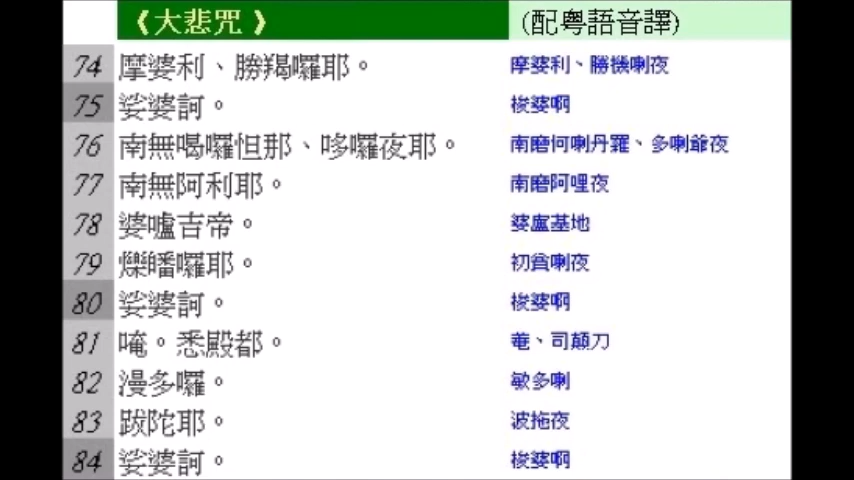 《大悲咒 》 (配粵語音譯)
74 摩婆利、勝羯囉耶。 摩婆利、勝機喇夜
75 娑婆訶。 梭婆啊
76 南無喝囉怛那、哆囉夜耶。 南磨何喇丹羅、多喇爺夜
77 南無阿利耶。 南磨阿哩夜
78 婆嚧吉帝。 婆盧基地
79 爍皤囉耶。 初貧喇夜
80 娑婆訶。 梭婆啊
81 唵。悉殿都。 菴、司顛刀
82 漫多囉。 敏多喇
83 跋陀耶。 波拖夜
84 娑婆訶。 梭婆啊